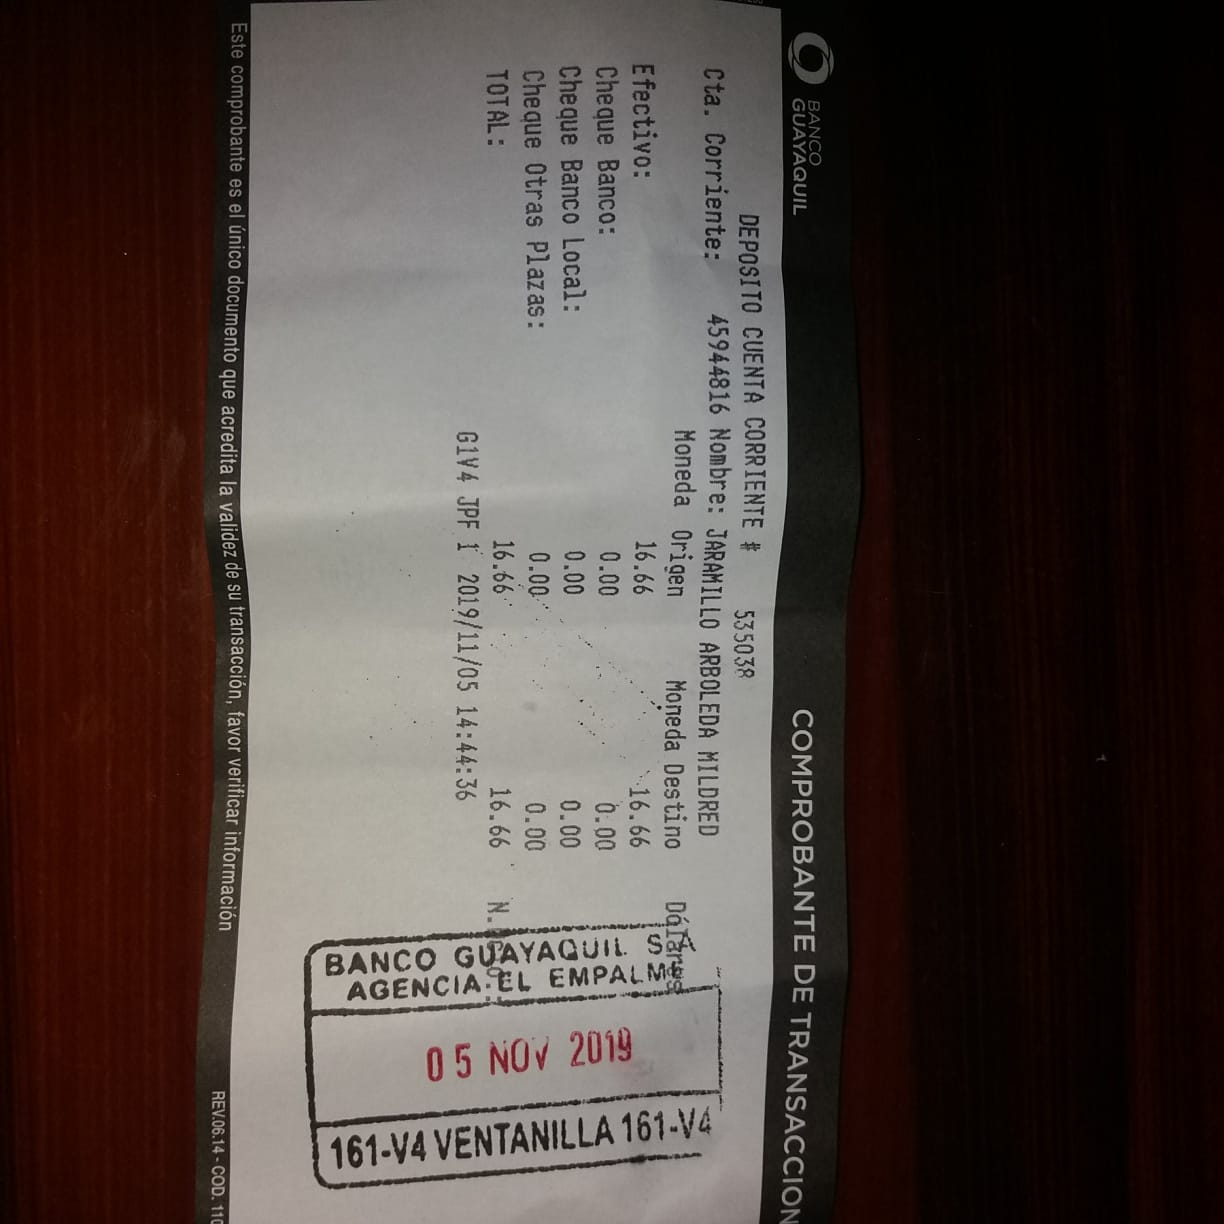 BANCO
GUAYAQUIL
COMPROBANTE DE TRANSACCION
DEPOSITO CUENTA CORRIENTE # 535038
Cta. Corriente: 45944816 Nombre: JARAMILLO ARBOLEDA MILDRED
Moneda Origen Moneda Destino Dólares
Efectivo: 16.66 16.66
Cheque Banco: 0.00 0.00
Cheque Banco Local: 0.00 0.00
Cheque Otras Plazas: 0.00 0.00
TOTAL: 16.66 16.66
G1V4 JPF 1 2019/11/05 14:44:36
BANCO GUAYAQUIL S.A
AGENCIA EL EMPALME
05 NOV 2019
161-V4 VENTANILLA 161-V4
Este comprobante es el único documento que acredita la validez de su transacción, favor verificar información
REV.06.14 - COD. 110